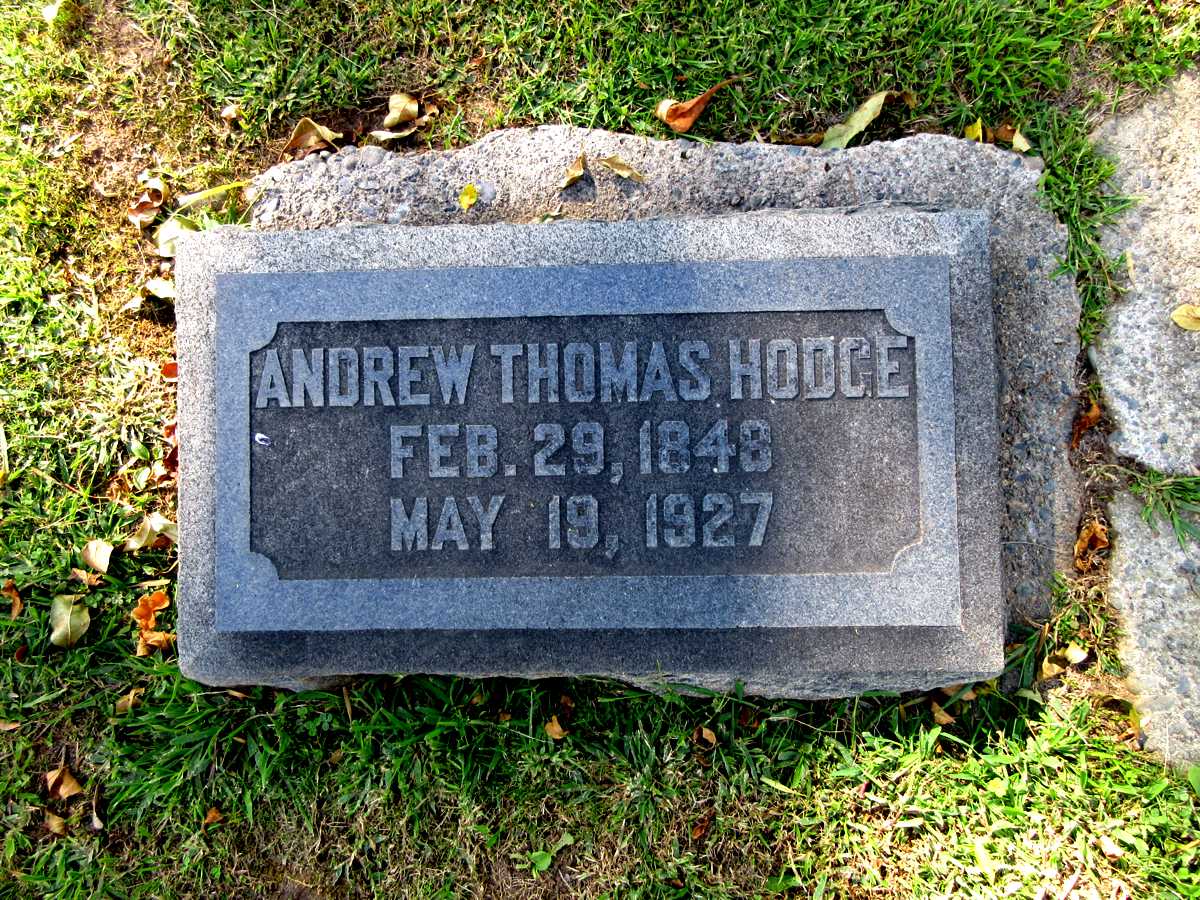 ANDREW THOMAS HODGE
FEB. 29, 1848
MAY 19, 1927